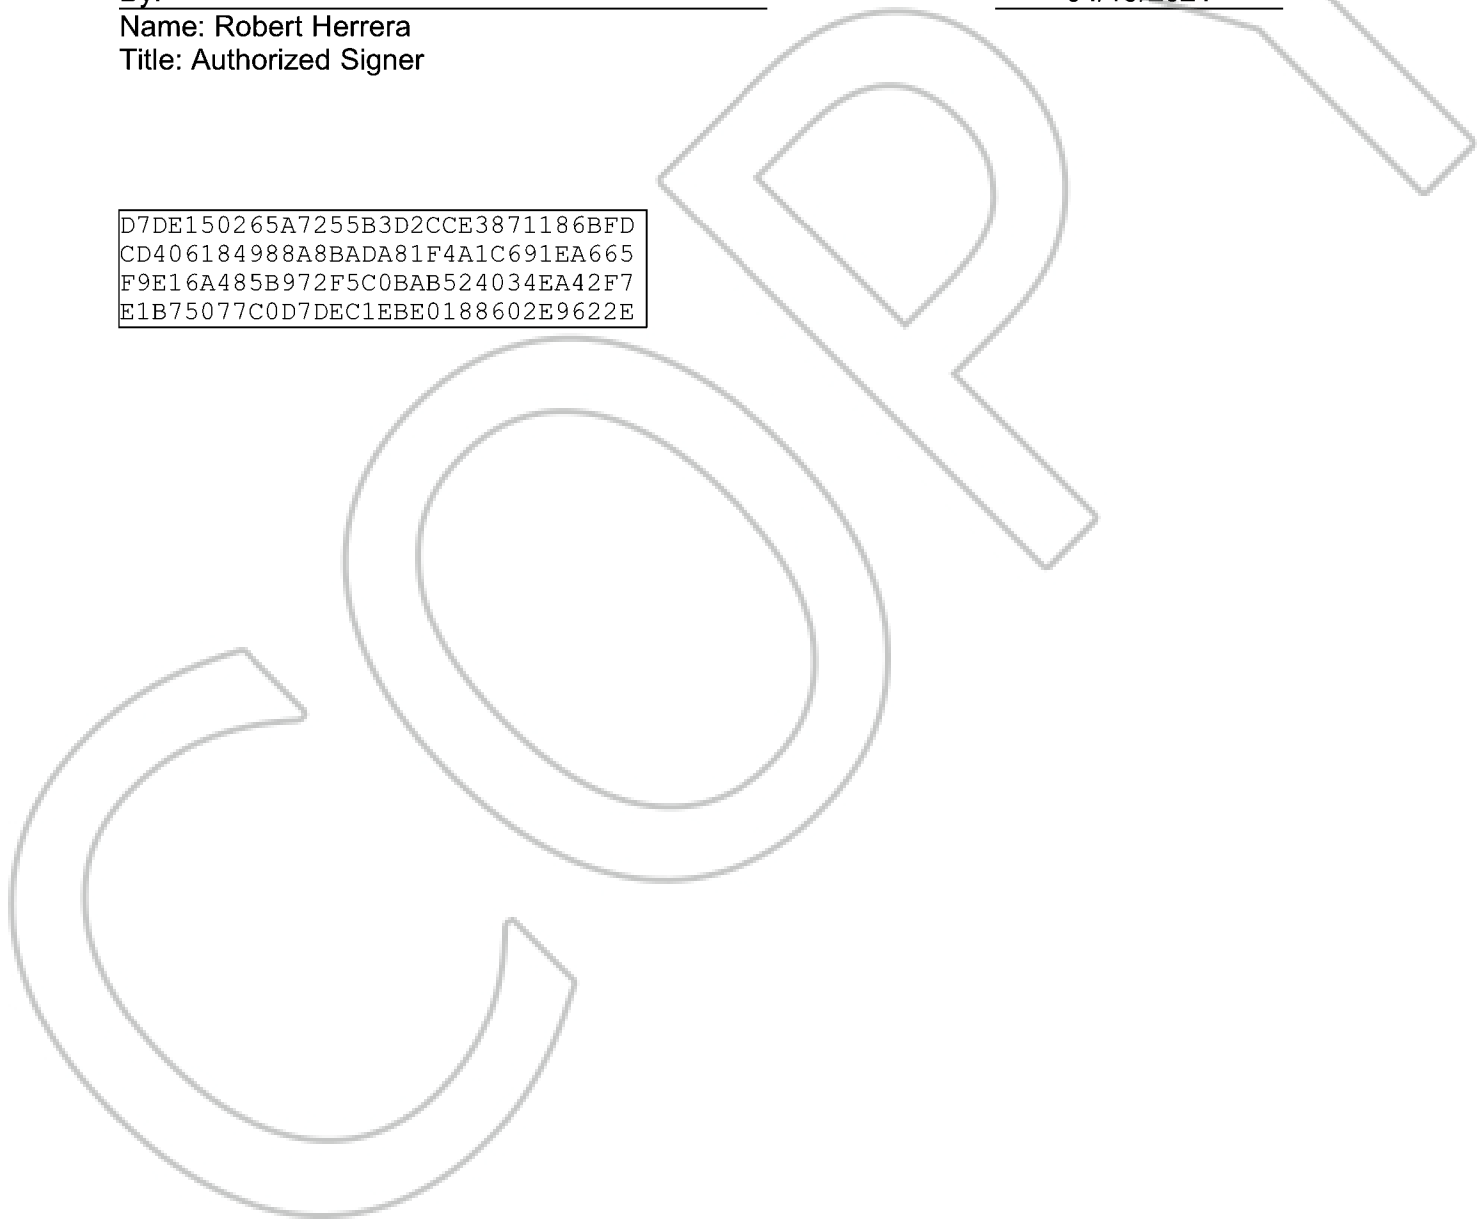 Name: Robert Herrera
Title: Authorized Signer
D7DE150265A7255B3D2CCE3871186BFD
CD406184988A8BADA81F4A1C691EA665
F9E16A485B972F5C0BAB524034EA42F7
E1B75077C0D7DEC1EBE0188602E9622E
COPY